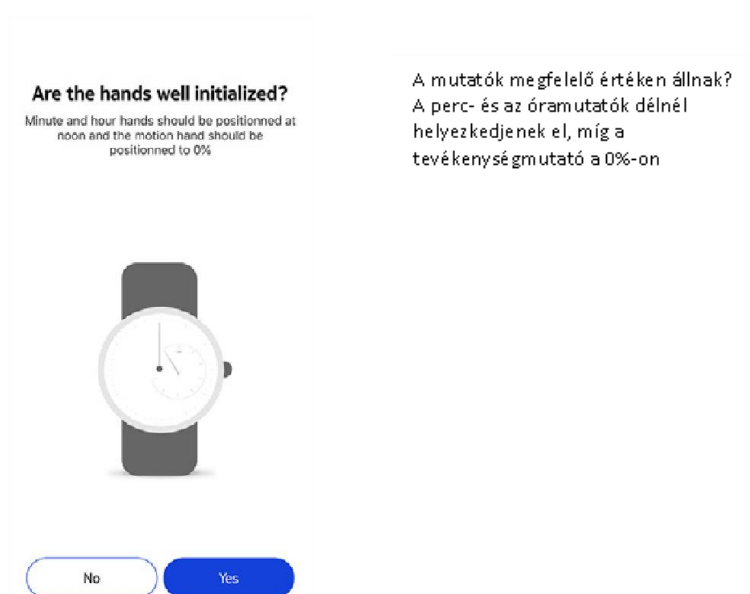 Are the hands well initialized?
Minute and hour hands should be positionned at
noon and the motion hand should be
positionned to 0%
No
Yes
A mutatók megfelelő értéken állnak?
A perc- és az óramutatók délnél
helyezkedjenek el, míg a
tevékenységmutató a 0%-on